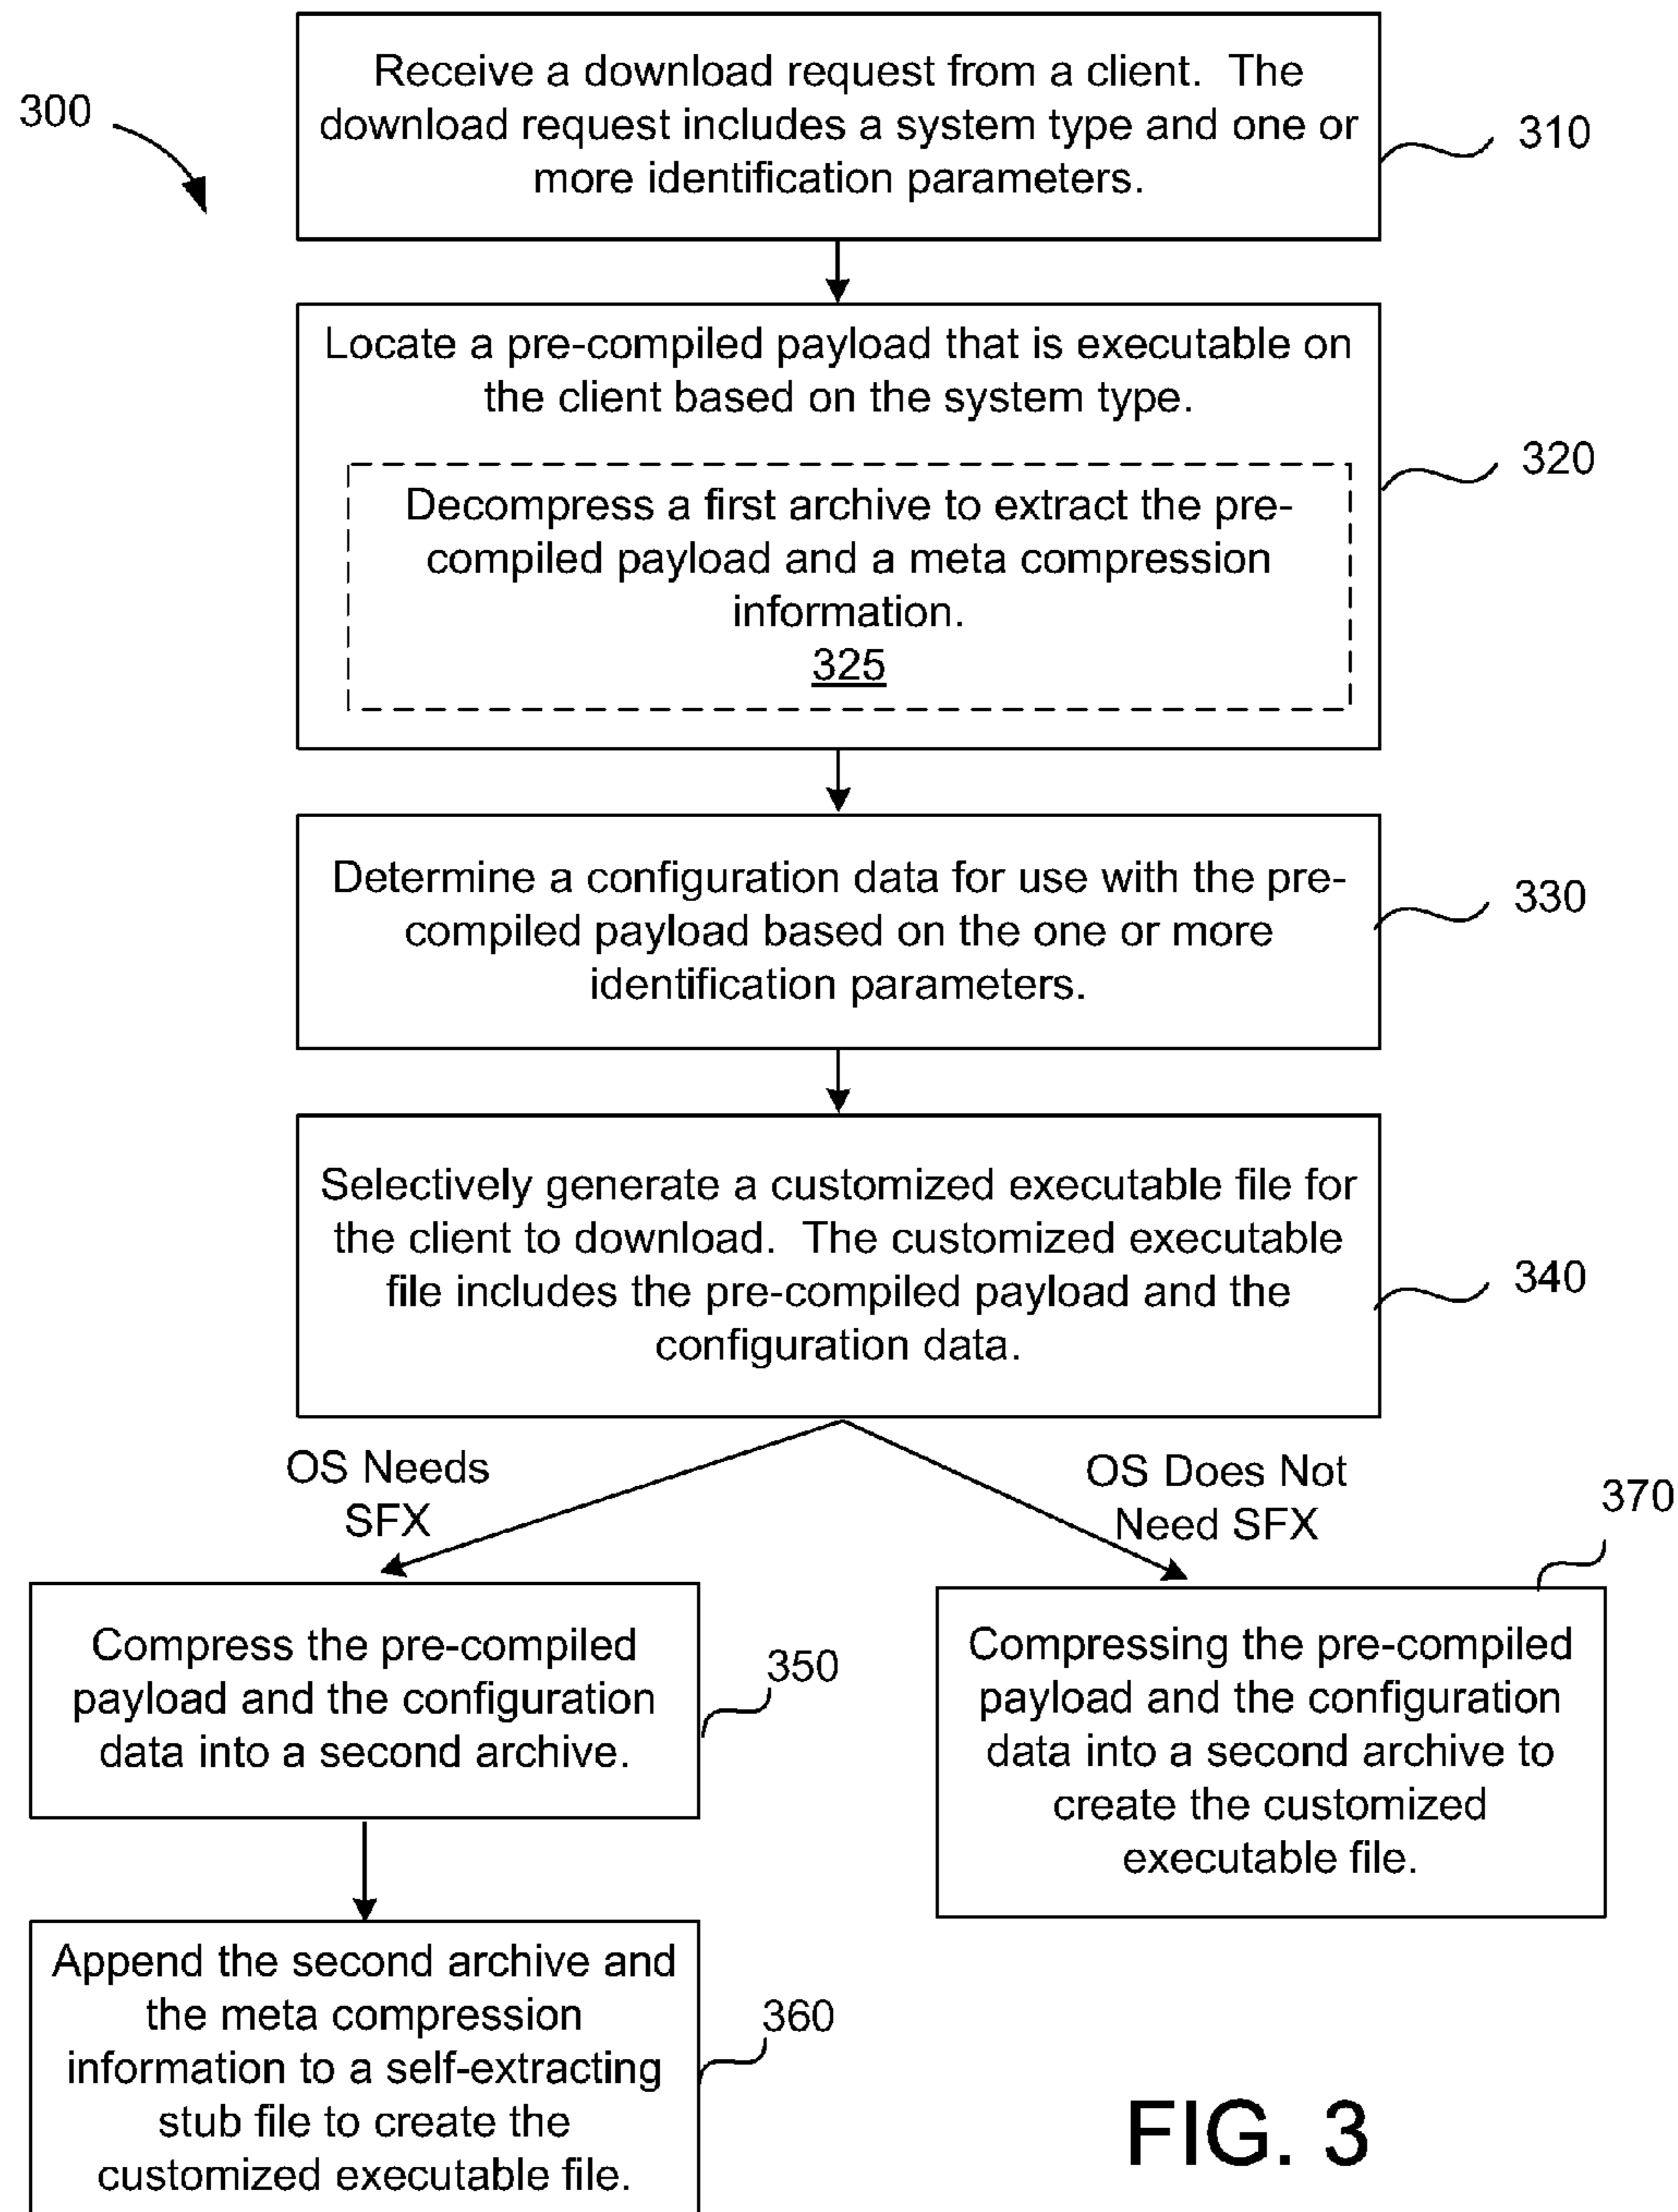 300
Receive a download request from a client. The
download request includes a system type and one or
more identification parameters.
310
Locate a pre-compiled payload that is executable on
the client based on the system type.
320
Decompress a first archive to extract the pre-
compiled payload and a meta compression
information.
325
Determine a configuration data for use with the pre-
compiled payload based on the one or more
identification parameters.
330
Selectively generate a customized executable file for
the client to download. The customized executable
file includes the pre-compiled payload and the
configuration data.
340
OS Needs
SFX
OS Does Not
Need SFX
Compress the pre-compiled
payload and the configuration
data into a second archive.
350
370
Compressing the pre-compiled
payload and the configuration
data into a second archive to
create the customized
executable file.
Append the second archive and
the meta compression
information to a self-extracting
stub file to create the
customized executable file.
360
FIG. 3